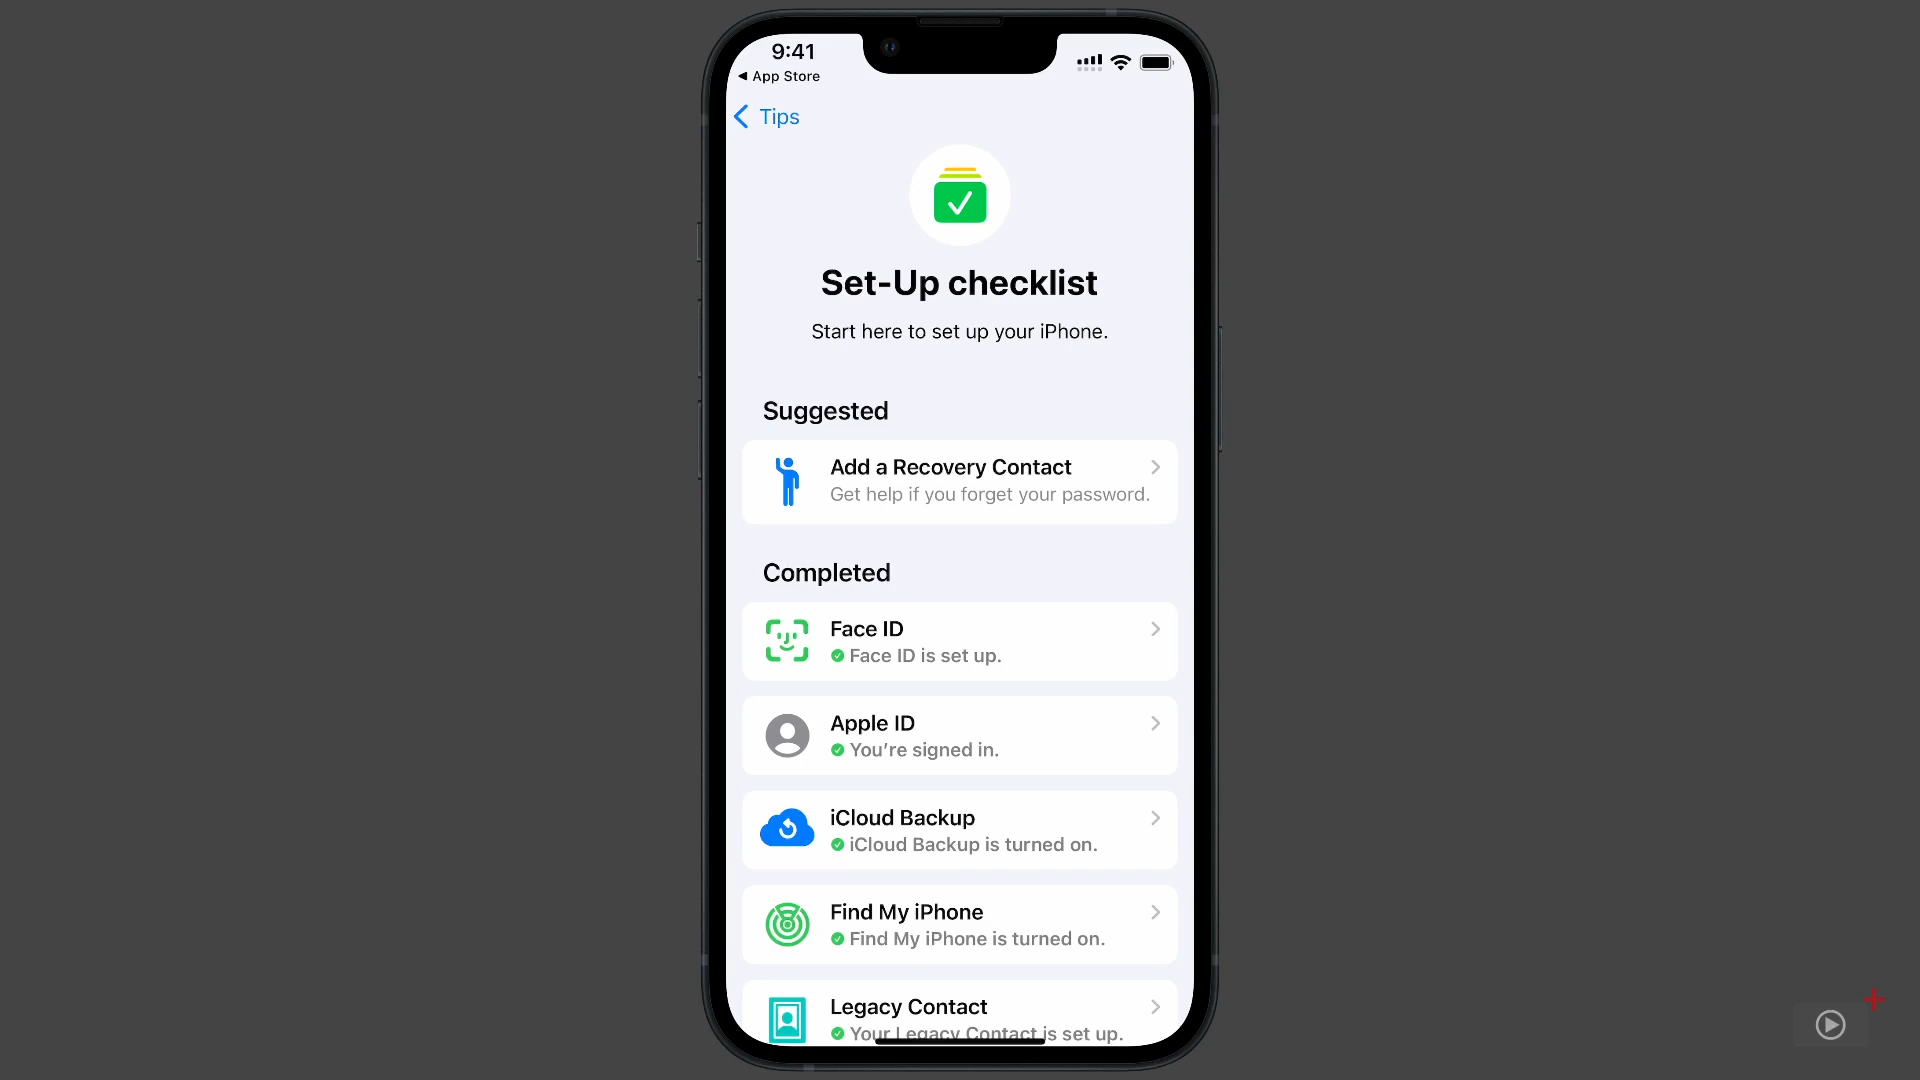 9:41
App Store
Tips
Set-Up checklist
Start here to set up your iPhone.
Suggested
Add a Recovery Contact
Get help if you forget your password.
Completed
Face ID
Face ID is set up.
Apple ID
You're signed in.
iCloud Backup
iCloud Backup is turned on.
Find My iPhone
Find My iPhone is turned on.
Legacy Contact
Your Legacy Contact is set up.